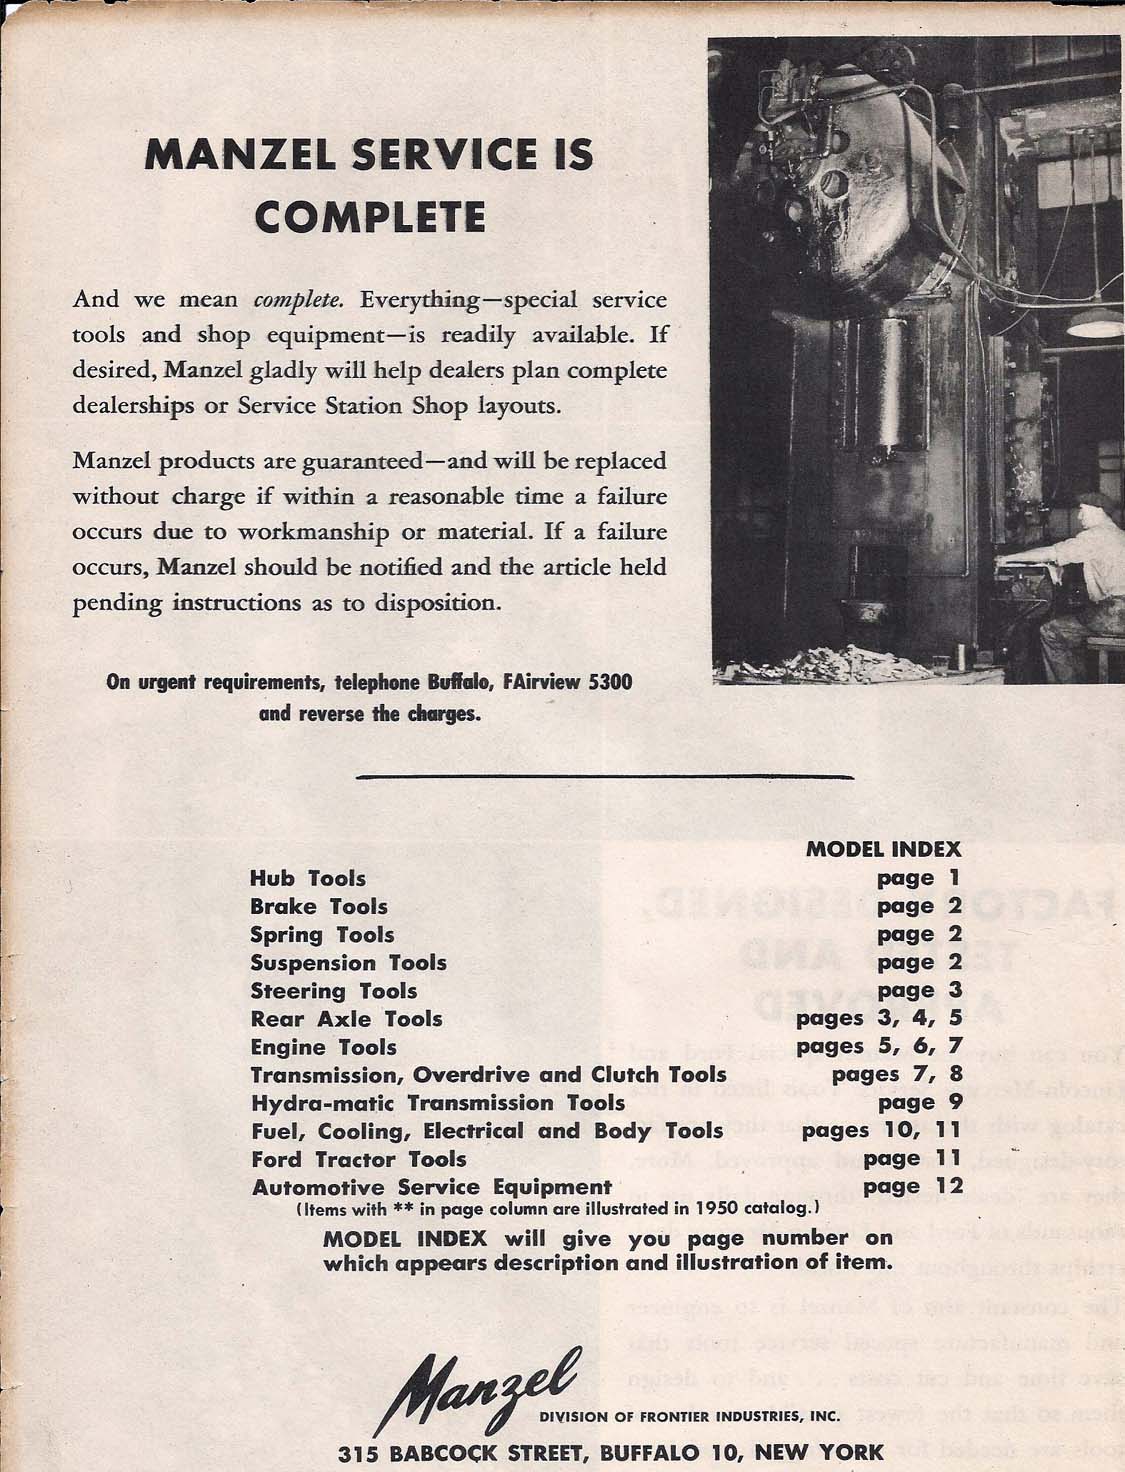 MANZEL SERVICE IS
COMPLETE
And we mean complete. Everything—special service
tools and shop equipment—is readily available. If
desired, Manzel gladly will help dealers plan complete
dealerships or Service Station Shop layouts.
Manzel products are guaranteed—and will be replaced
without charge if within a reasonable time a failure
occurs due to workmanship or material. If a failure
occurs, Manzel should be notified and the article held
pending instructions as to disposition.
On urgent requirements, telephone Buffalo, FAirview 5300
and reverse the charges.
MODEL INDEX
Hub Tools page 1
Brake Tools page 2
Spring Tools page 2
Suspension Tools page 2
Steering Tools page 3
Rear Axle Tools pages 3, 4, 5
Engine Tools pages 5, 6, 7
Transmission, Overdrive and Clutch Tools pages 7, 8
Hydra-matic Transmission Tools page 9
Fuel, Cooling, Electrical and Body Tools pages 10, 11
Ford Tractor Tools page 11
Automotive Service Equipment page 12
(Items with ** in page column are illustrated in 1950 catalog.)
MODEL INDEX will give you page number on
which appears description and illustration of item.
Manzel
DIVISION OF FRONTIER INDUSTRIES, INC.
315 BABCOCK STREET, BUFFALO 10, NEW YORK